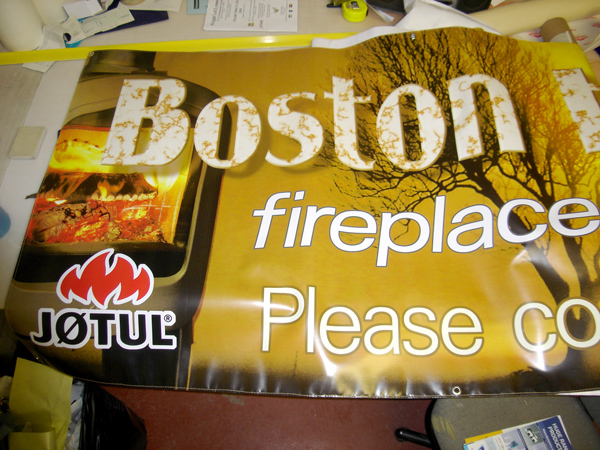 Boston
fireplace
Please co
JØTUL®